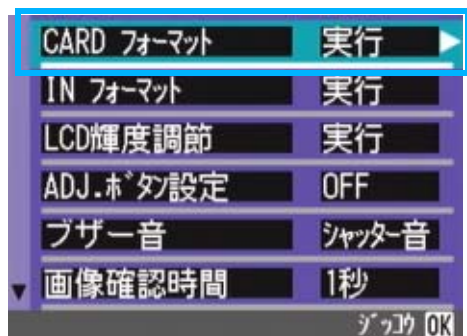 CARD フォーマット 実行
IN フォーマット 実行
LCD輝度調節 実行
ADJ.ボタン設定 OFF
ブザー音 シャッター音
画像確認時間 1秒
ジッコウ OK